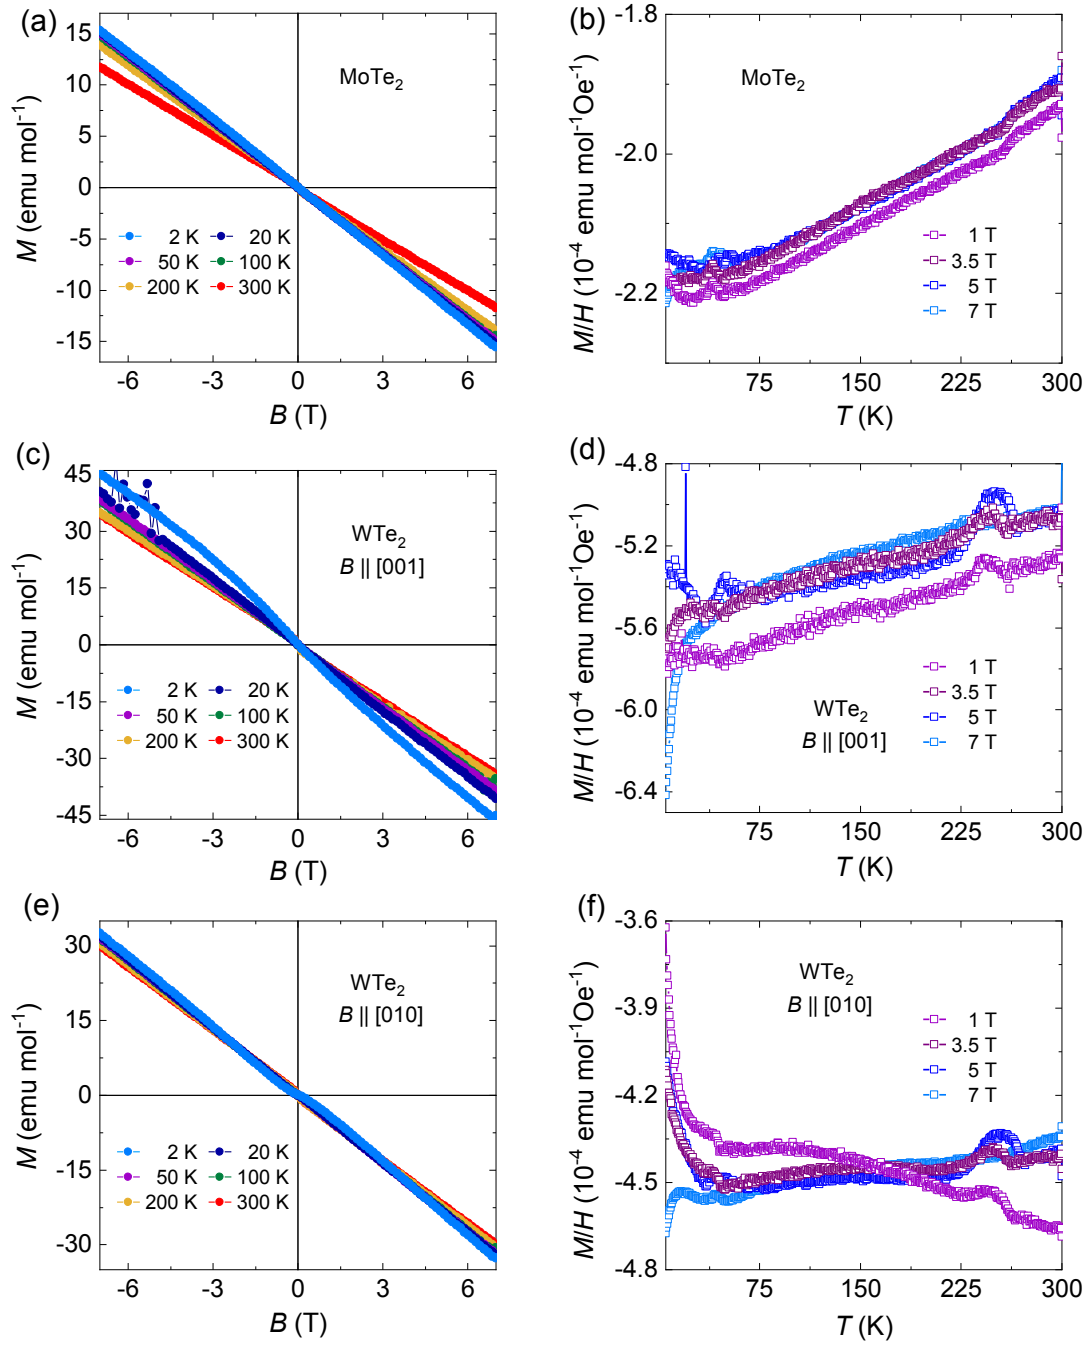 (a)
M (emu mol⁻¹)
15
10
5
0
-5
-10
-15
MoTe₂
2 K 20 K
50 K 100 K
200 K 300 K
-6 -3 0 3 6
B (T)
(b)
M/H (10⁻⁴ emu mol⁻¹Oe⁻¹)
-1.8
-2.0
-2.2
MoTe₂
1 T
3.5 T
5 T
7 T
75 150 225 300
T (K)
(c)
M (emu mol⁻¹)
45
30
15
0
-15
-30
-45
WTe₂
B || [001]
2 K 20 K
50 K 100 K
200 K 300 K
-6 -3 0 3 6
B (T)
(d)
M/H (10⁻⁴ emu mol⁻¹Oe⁻¹)
-4.8
-5.2
-5.6
-6.0
-6.4
1 T
3.5 T
5 T
7 T
WTe₂
B || [001]
75 150 225 300
T (K)
(e)
M (emu mol⁻¹)
30
15
0
-15
-30
WTe₂
B || [010]
2 K 20 K
50 K 100 K
200 K 300 K
-6 -3 0 3 6
B (T)
(f)
M/H (10⁻⁴ emu mol⁻¹Oe⁻¹)
-3.6
-3.9
-4.2
-4.5
-4.8
WTe₂
B || [010]
1 T
3.5 T
5 T
7 T
75 150 225 300
T (K)